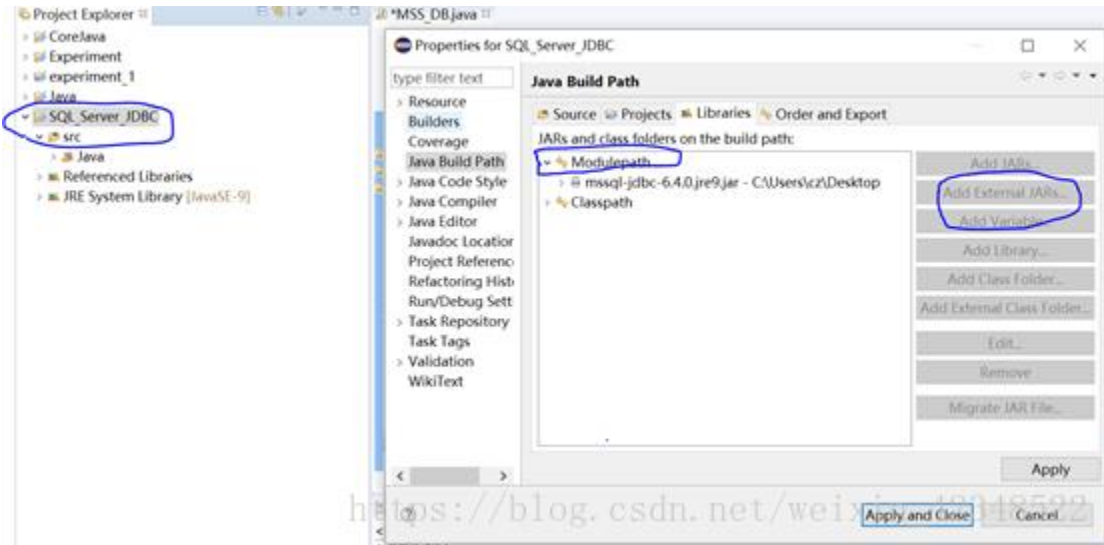 Project Explorer
CoreJava
Experiment
experiment_1
Java
SQL_Server_JDBC
src
Java
Referenced Libraries
JRE System Library [JavaSE-9]
*MSS_DB.java
Properties for SQL_Server_JDBC
type filter text
Resource
Builders
Coverage
Java Build Path
Java Code Style
Java Compiler
Java Editor
Javadoc Location
Project Referenc
Refactoring Hist
Run/Debug Sett
Task Repository
Task Tags
Validation
WikiText
Java Build Path
Source Projects Libraries Order and Export
JARs and class folders on the build path:
Modulepath
mssql-jdbc-6.4.0.jre9.jar - C:\Users\cz\Desktop
Classpath
Add JARs...
Add External JARs...
Add Variable...
Add Library...
Add Class Folder...
Add External Class Folder...
Edit...
Remove
Migrate JAR File...
Apply
Apply and Close
Cancel
https://blog.csdn.net/weixin_42348522